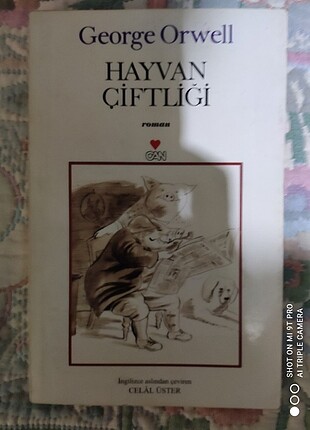 George Orwell
HAYVAN
ÇİFTLİĞİ
roman
CAN
İngilizce aslından çeviren
CELÂL ÜSTER
SHOT ON MI 9T PRO
AI TRIPLE CAMERA